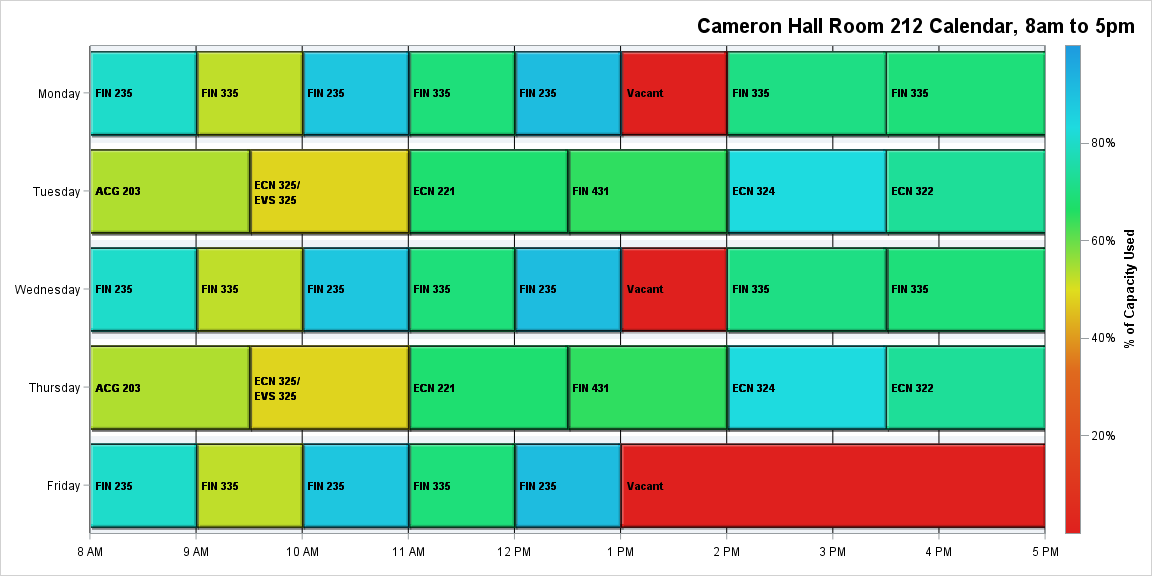 Cameron Hall Room 212 Calendar, 8am to 5pm
Monday
FIN 235
FIN 335
FIN 235
FIN 335
FIN 235
Vacant
FIN 335
FIN 335
Tuesday
ACG 203
ECN 325/
EVS 325
ECN 221
FIN 431
ECN 324
ECN 322
Wednesday
FIN 235
FIN 335
FIN 235
FIN 335
FIN 235
Vacant
FIN 335
FIN 335
Thursday
ACG 203
ECN 325/
EVS 325
ECN 221
FIN 431
ECN 324
ECN 322
Friday
FIN 235
FIN 335
FIN 235
FIN 335
FIN 235
Vacant
8 AM
9 AM
10 AM
11 AM
12 PM
1 PM
2 PM
3 PM
4 PM
5 PM
80%
60%
40%
20%
% of Capacity Used